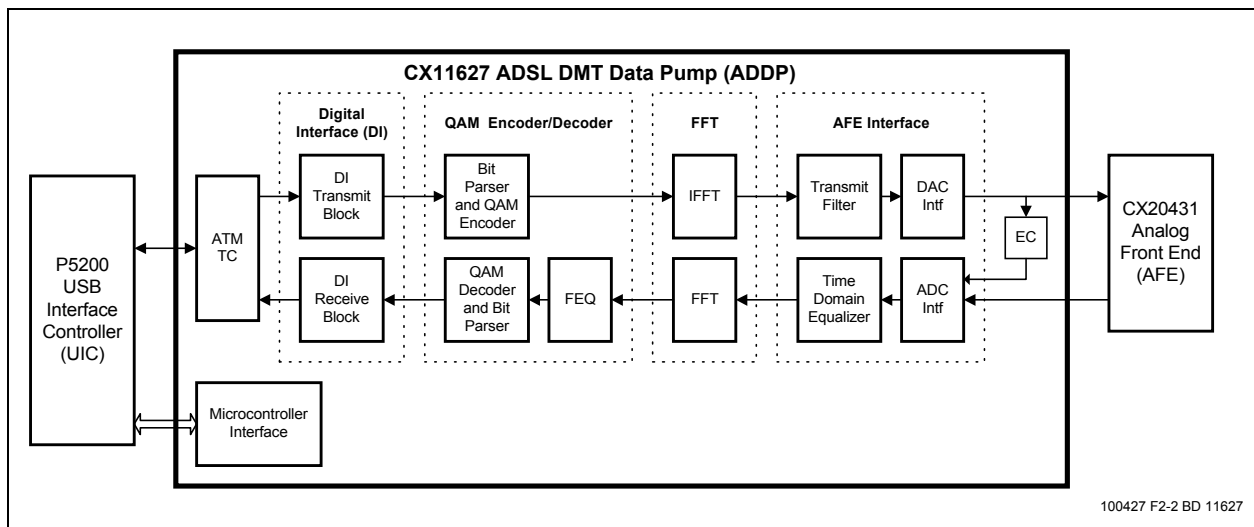 CX11627 ADSL DMT Data Pump (ADDP)
Digital
Interface (DI)
QAM Encoder/Decoder
FFT
AFE Interface
P5200
USB
Interface
Controller
(UIC)
ATM
TC
DI
Transmit
Block
Bit
Parser
and QAM
Encoder
IFFT
Transmit
Filter
DAC
Intf
EC
CX20431
Analog
Front End
(AFE)
DI
Receive
Block
QAM
Decoder
and Bit
Parser
FEQ
FFT
Time
Domain
Equalizer
ADC
Intf
Microcontroller
Interface
100427 F2-2 BD 11627